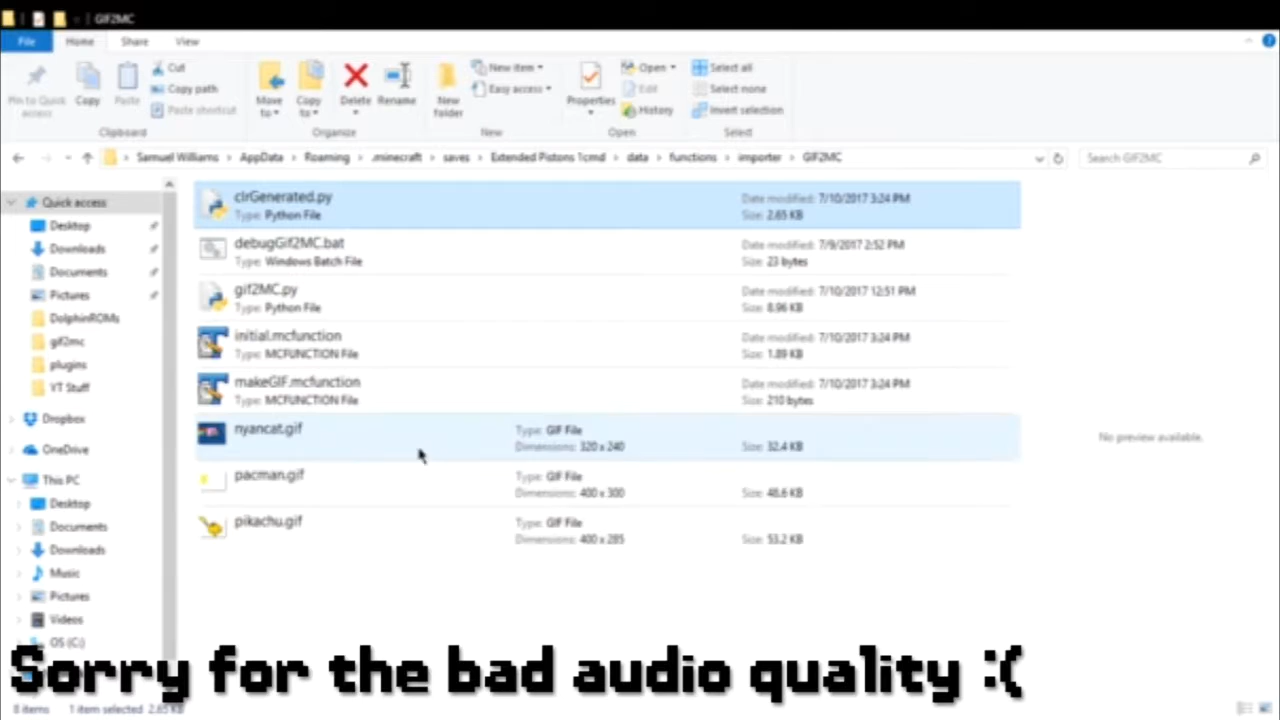 GIF2MC
File Home Share View
Pin to Quick access
Copy
Paste
Cut
Copy path
Paste shortcut
Move to
Copy to
Delete
Rename
New folder
New item
Easy access
Properties
Open
Edit
History
Select all
Select none
Invert selection
Clipboard Organize New Open Select
Samuel Williams > AppData > Roaming > .minecraft > saves > Extended Pistons 1cmd > data > functions > importer > GIF2MC
Search GIF2MC
Quick access
Desktop
Downloads
Documents
Pictures
DolphinROMs
gif2mc
plugins
YT Stuff
Dropbox
OneDrive
This PC
Desktop
Documents
Downloads
Music
Pictures
Videos
OS (C:)
clrGenerated.py Date modified: 7/10/2017 3:24 PM
Type: Python File Size: 2.65 KB
debugGif2MC.bat Date modified: 7/9/2017 2:52 PM
Type: Windows Batch File Size: 23 bytes
gif2MC.py Date modified: 7/10/2017 12:51 PM
Type: Python File Size: 8.96 KB
initial.mcfunction Date modified: 7/10/2017 3:24 PM
Type: MCFUNCTION File Size: 1.89 KB
makeGIF.mcfunction Date modified: 7/10/2017 3:24 PM
Type: MCFUNCTION File Size: 210 bytes
nyancat.gif Type: GIF File
Dimensions: 320 x 240 Size: 32.4 KB
pacman.gif Type: GIF File
Dimensions: 400 x 300 Size: 48.6 KB
pikachu.gif Type: GIF File
Dimensions: 400 x 285 Size: 53.2 KB
No preview available.
Sorry for the bad audio quality :(
8 items 1 item selected 2.65 KB